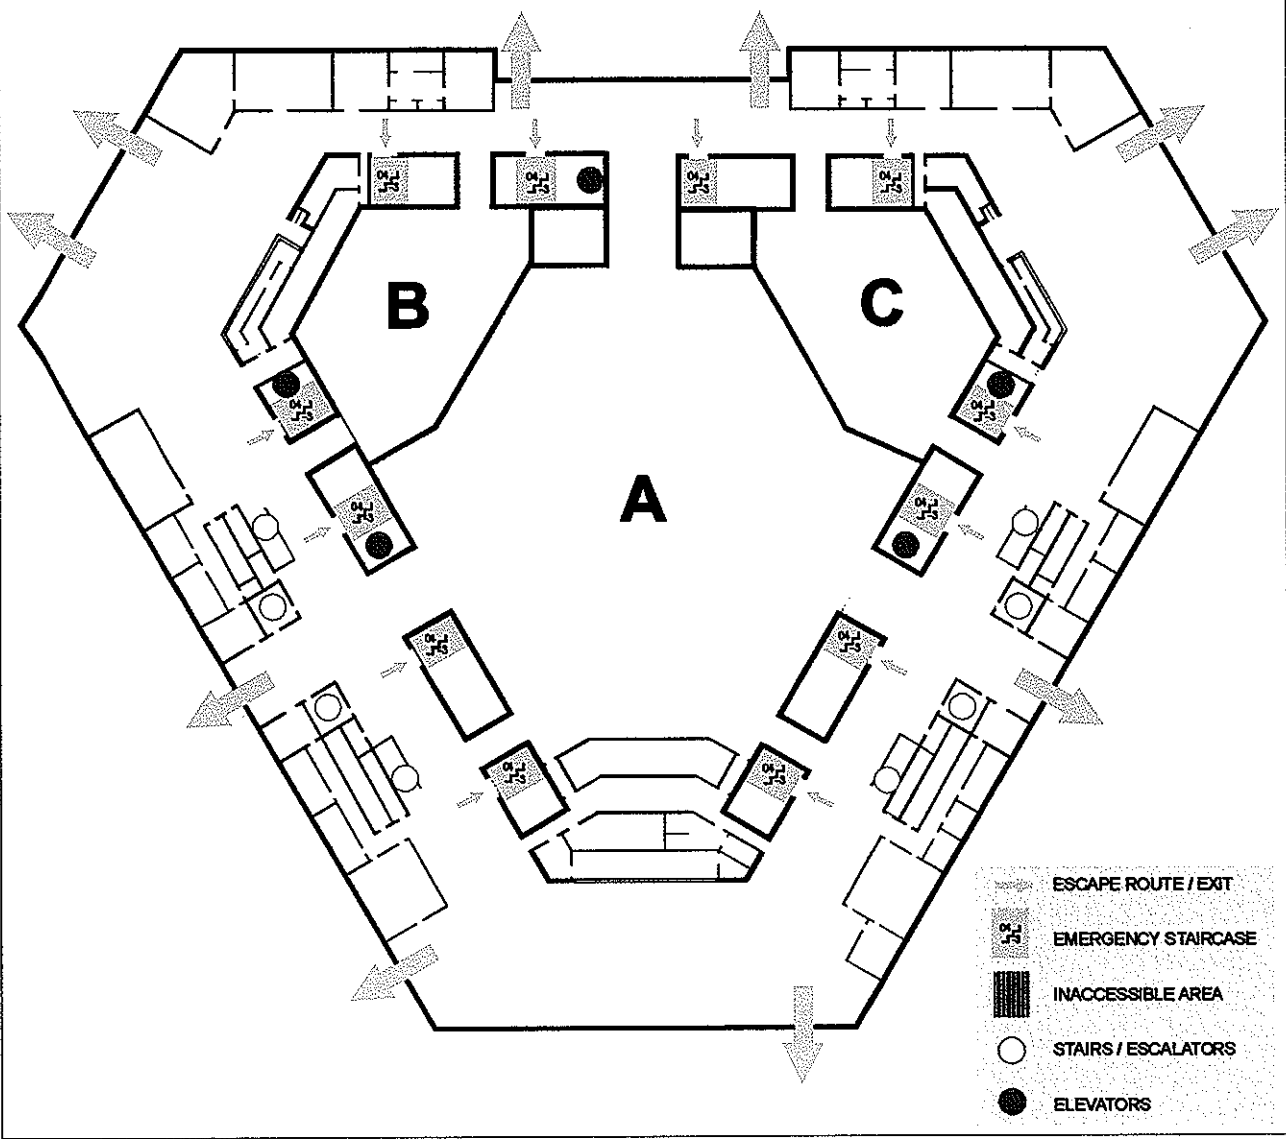 B
C
A
ESCAPE ROUTE / EXIT
EMERGENCY STAIRCASE
INACCESSIBLE AREA
STAIRS / ESCALATORS
ELEVATORS